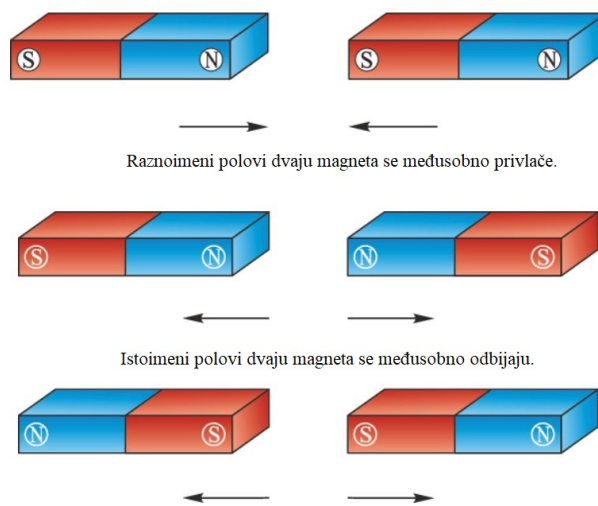 S N S N
Raznoimeni polovi dvaju magneta se međusobno privlače.
S N N S
Istoimeni polovi dvaju magneta se međusobno odbijaju.
N S S N